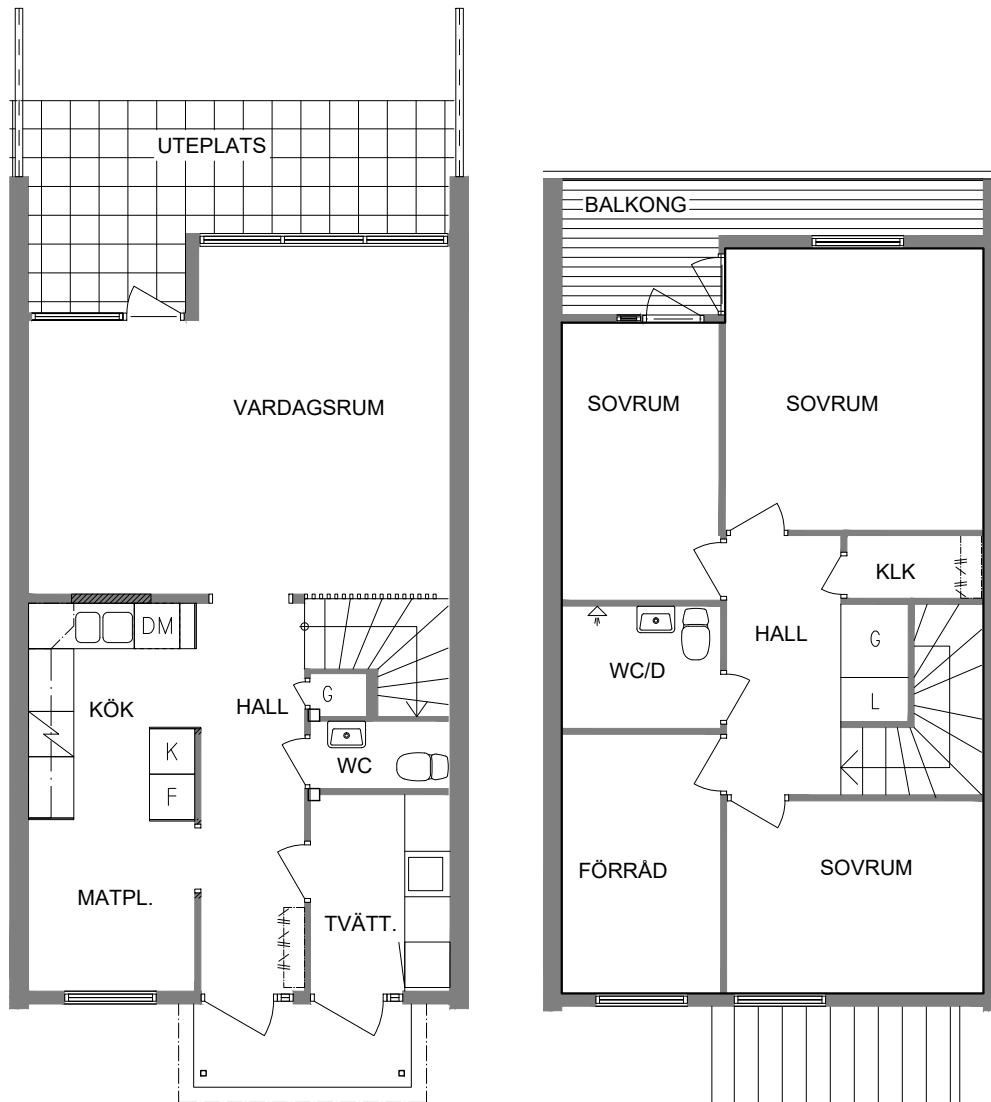 UTEPLATS
VARDAGSRUM
DM
KÖK
HALL
G
K
F
WC
MATPL.
TVÄTT.
BALKONG
SOVRUM
SOVRUM
KLK
HALL
G
WC/D
L
FÖRRÅD
SOVRUM